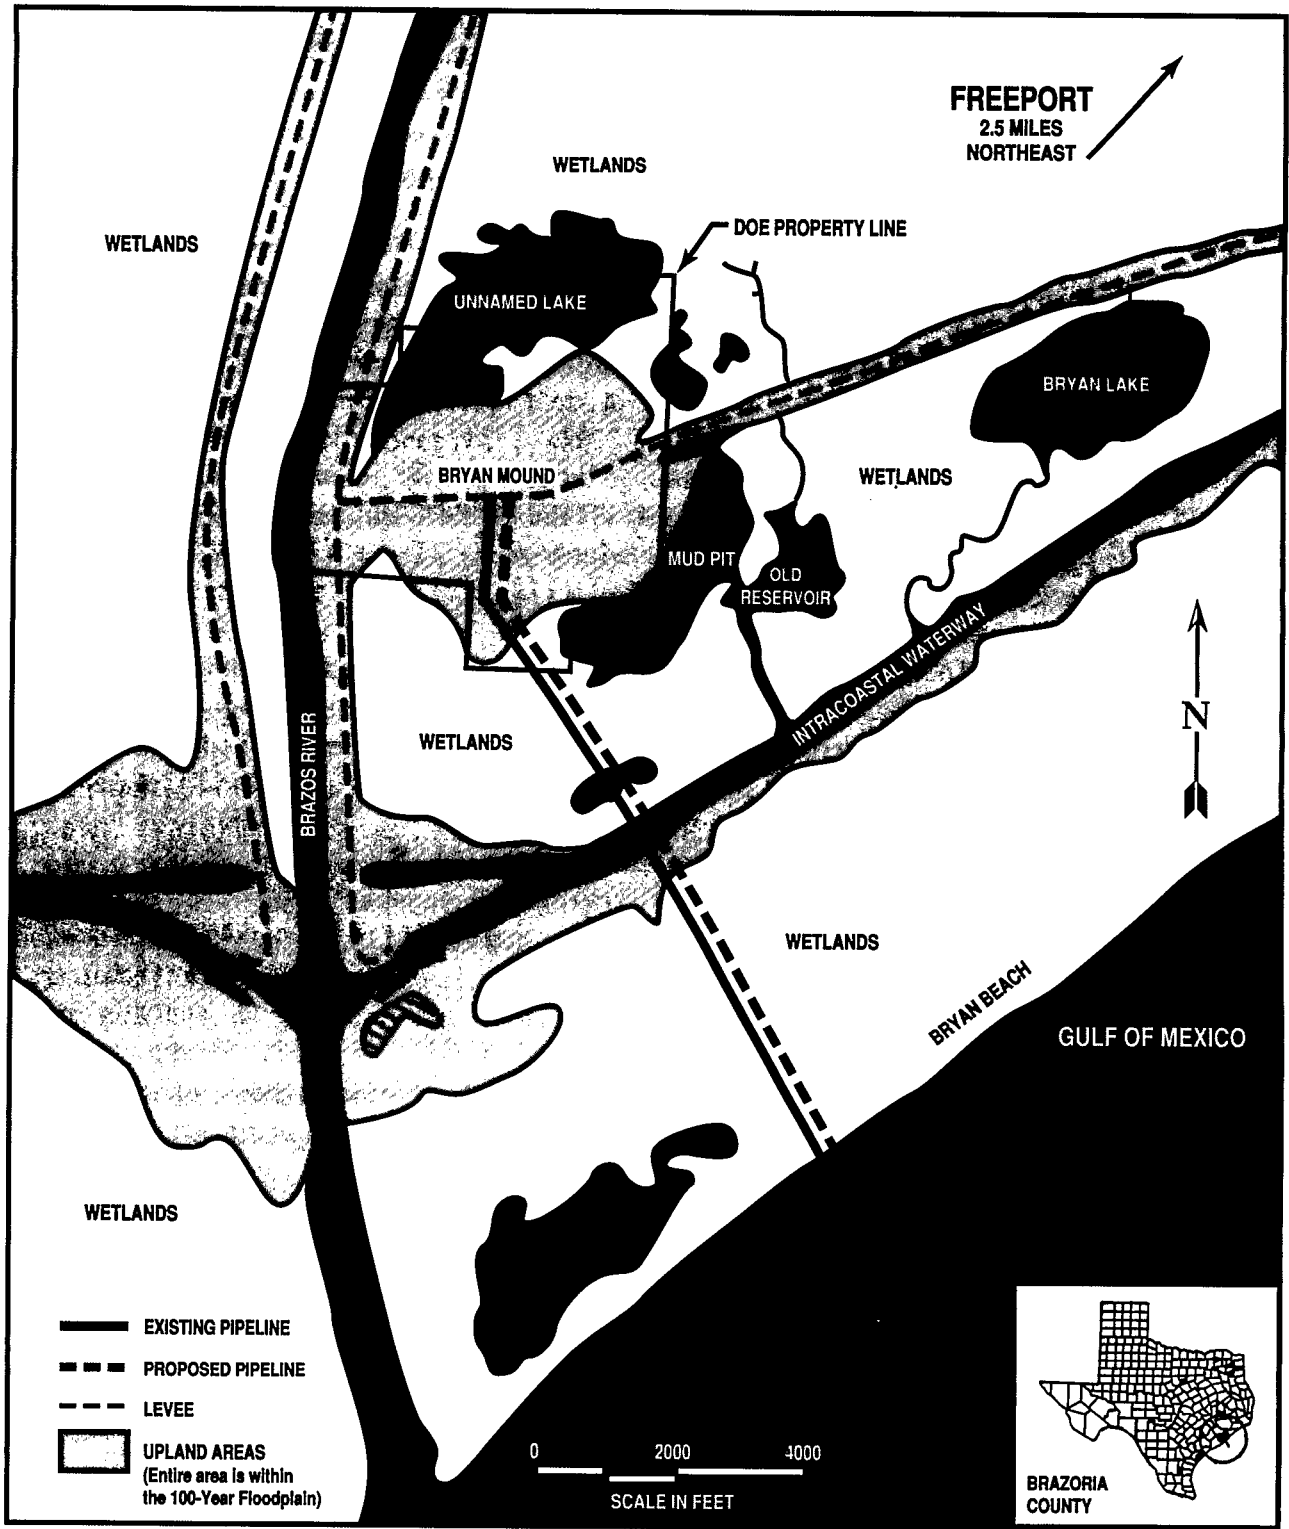 FREEPORT
2.5 MILES
NORTHEAST
WETLANDS
WETLANDS
DOE PROPERTY LINE
UNNAMED LAKE
BRYAN LAKE
BRYAN MOUND
WETLANDS
MUD PIT
OLD
RESERVOIR
INTRACOASTAL WATERWAY
N
WETLANDS
BRAZOS RIVER
WETLANDS
BRYAN BEACH
GULF OF MEXICO
WETLANDS
EXISTING PIPELINE
PROPOSED PIPELINE
LEVEE
UPLAND AREAS
(Entire area is within
the 100-Year Floodplain)
0 2000 4000
SCALE IN FEET
BRAZORIA
COUNTY